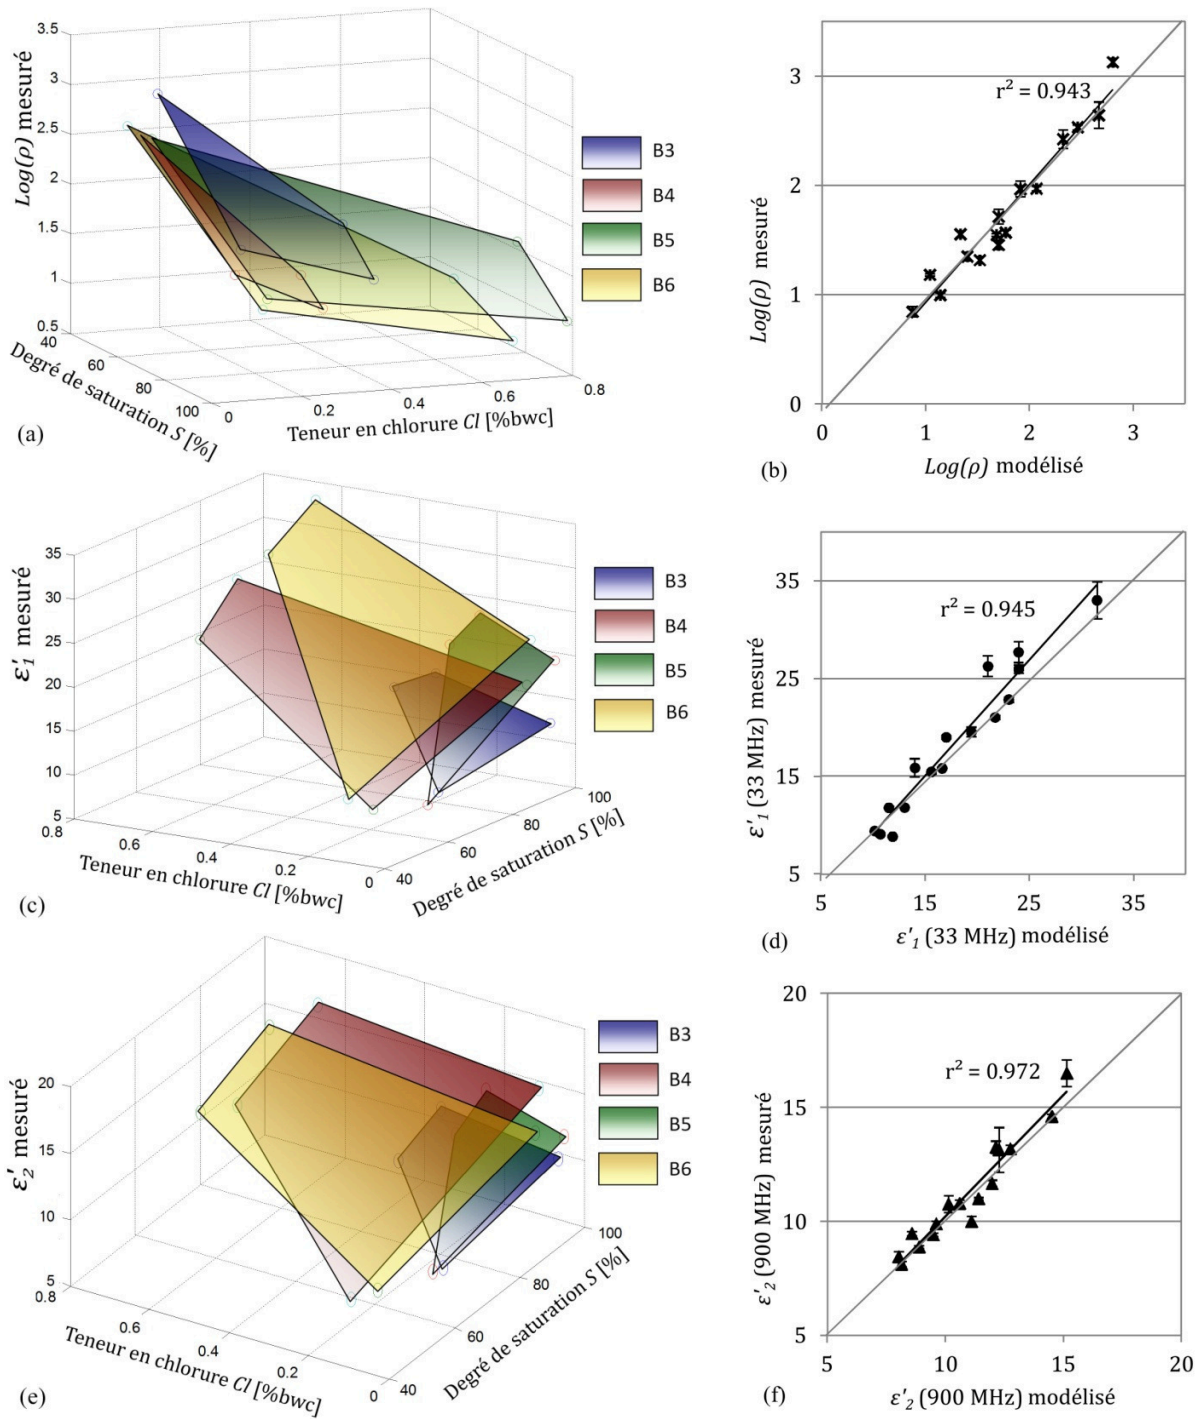 3.5
3
2.5
2
1.5
1
0.5
Log(ρ) mesuré
40
60
80
100
Degré de saturation S [%]
0
0.2
0.4
0.6
0.8
Teneur en chlorure Cl [%bwc]
B3
B4
B5
B6
(a)
r² = 0.943
3
2
1
0
Log(ρ) mesuré
0 1 2 3
Log(ρ) modélisé
(b)
35
30
25
20
15
10
5
ε'₁ mesuré
0.8
0.6
0.4
0.2
0
Teneur en chlorure Cl [%bwc]
40
60
80
100
Degré de saturation S [%]
B3
B4
B5
B6
(c)
r² = 0.945
35
25
15
5
ε'₁ (33 MHz) mesuré
5 15 25 35
ε'₁ (33 MHz) modélisé
(d)
20
15
10
5
ε₂' mesuré
0.8
0.6
0.4
0.2
0
Teneur en chlorure Cl [%bwc]
40
60
80
100
Degré de saturation S [%]
B3
B4
B5
B6
(e)
r² = 0.972
20
15
10
5
ε'₂ (900 MHz) mesuré
5 10 15 20
ε'₂ (900 MHz) modélisé
(f)